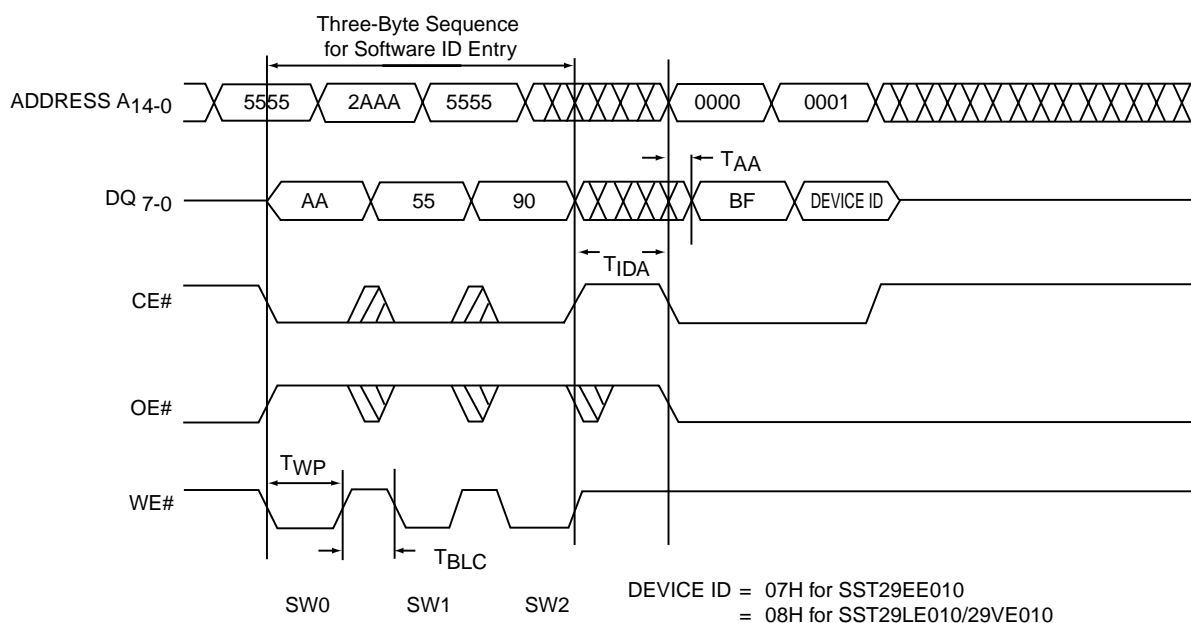 Three-Byte Sequence
for Software ID Entry
ADDRESS A14-0
5555
2AAA
5555
0000
0001
TAA
DQ 7-0
AA
55
90
BF
DEVICE ID
TIDA
CE#
OE#
TWP
WE#
TBLC
SW0
SW1
SW2
DEVICE ID = 07H for SST29EE010
= 08H for SST29LE010/29VE010